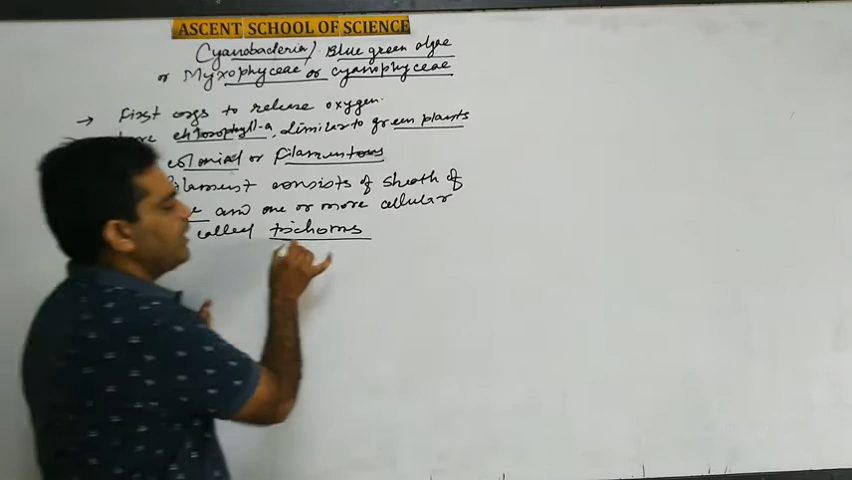 ASCENT SCHOOL OF SCIENCE
Cyanobacteria / Blue green algae
or Myxophyceae or cyanophyceae
→ First orgs to release oxygen.
chlorophyll-a, similar to green plants
colonial or filamentous
filament consists of sheath of
and one or more cellular
called trichoms